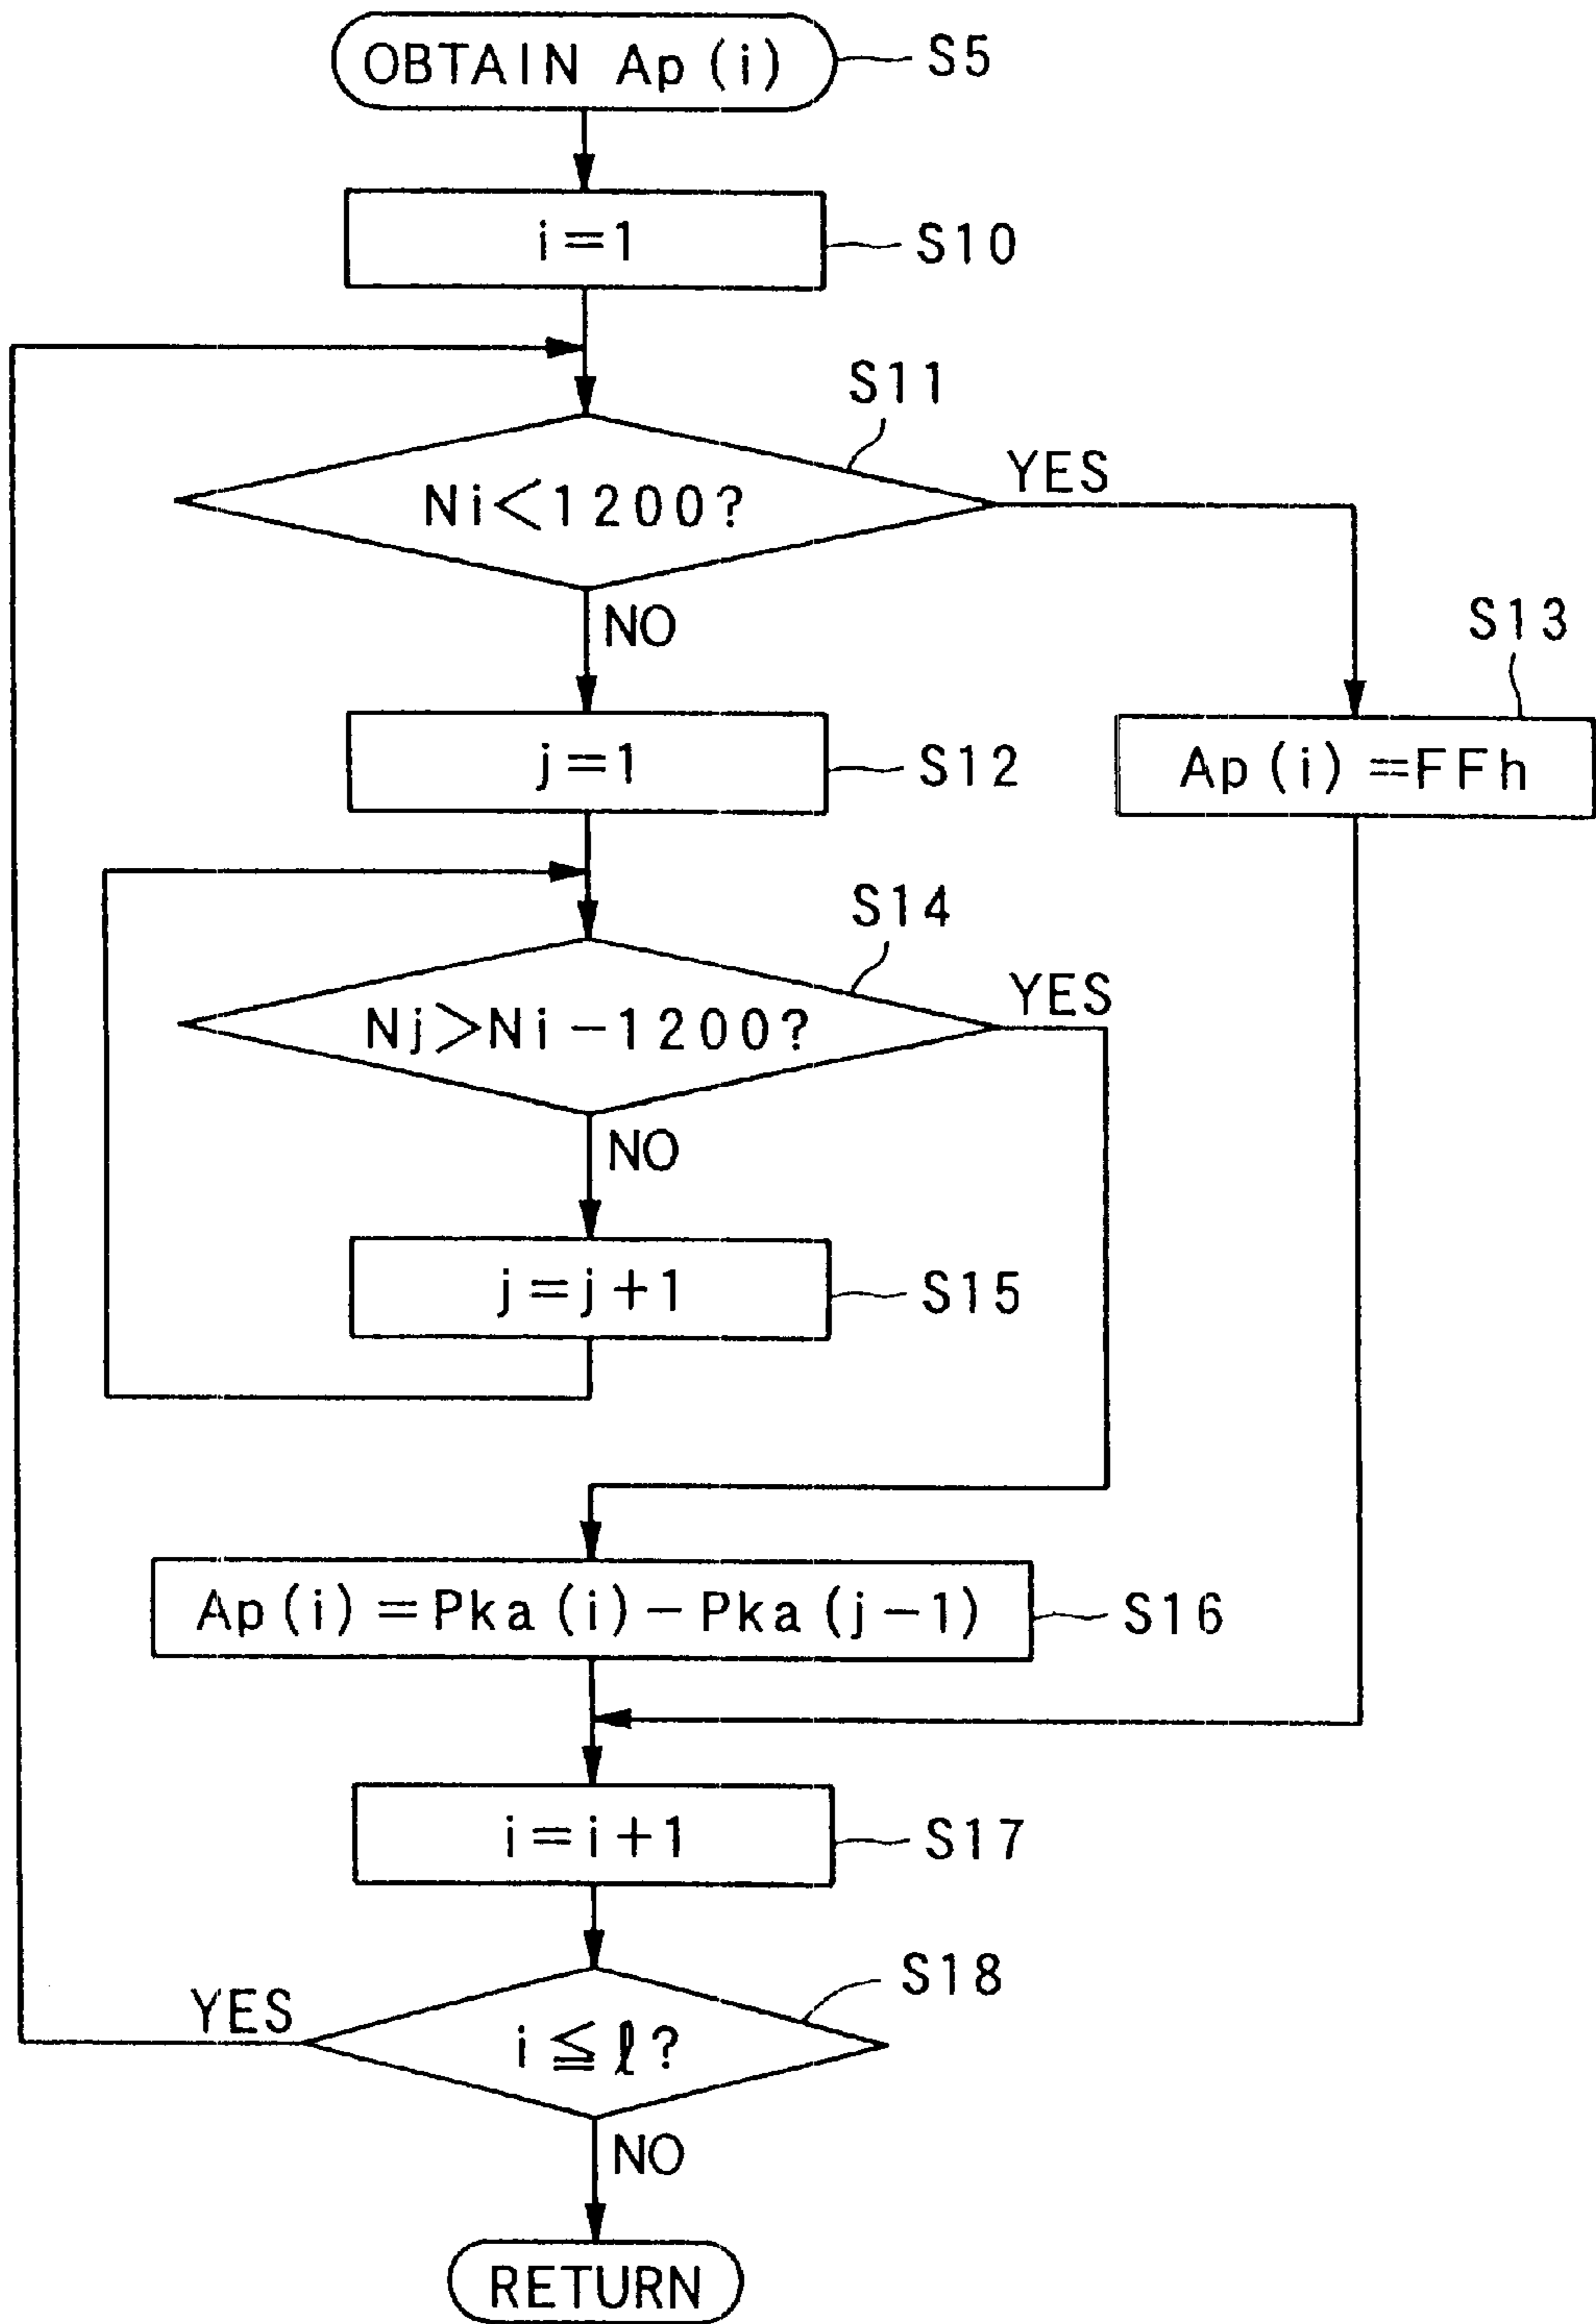 OBTAIN Ap(i)
S5
i=1
S10
S11
Ni<1200?
YES
NO
S13
j=1
S12
Ap(i)=FFh
S14
Nj>Ni-1200?
YES
NO
j=j+1
S15
Ap(i)=Pka(i)-Pka(j-1)
S16
i=i+1
S17
S18
YES
i≦ℓ?
NO
RETURN